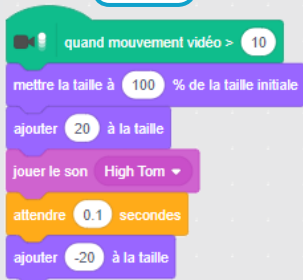 quand mouvement vidéo > 10
mettre la taille à 100 % de la taille initiale
ajouter 20 à la taille
jouer le son High Tom
attendre 0.1 secondes
ajouter -20 à la taille